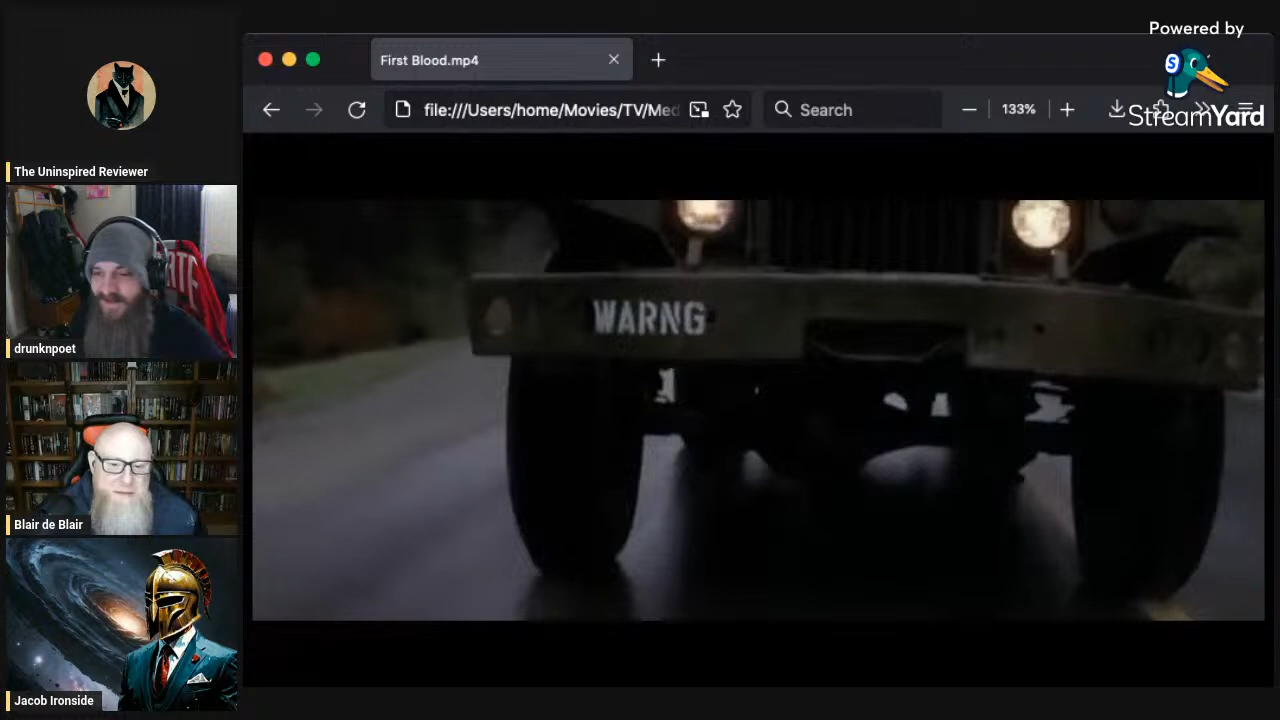 Powered by
StreamYard
First Blood.mp4
file:///Users/home/Movies/TV/Med
Search
133%
The Uninspired Reviewer
drunknpoet
Blair de Blair
Jacob Ironside
WARNG
S